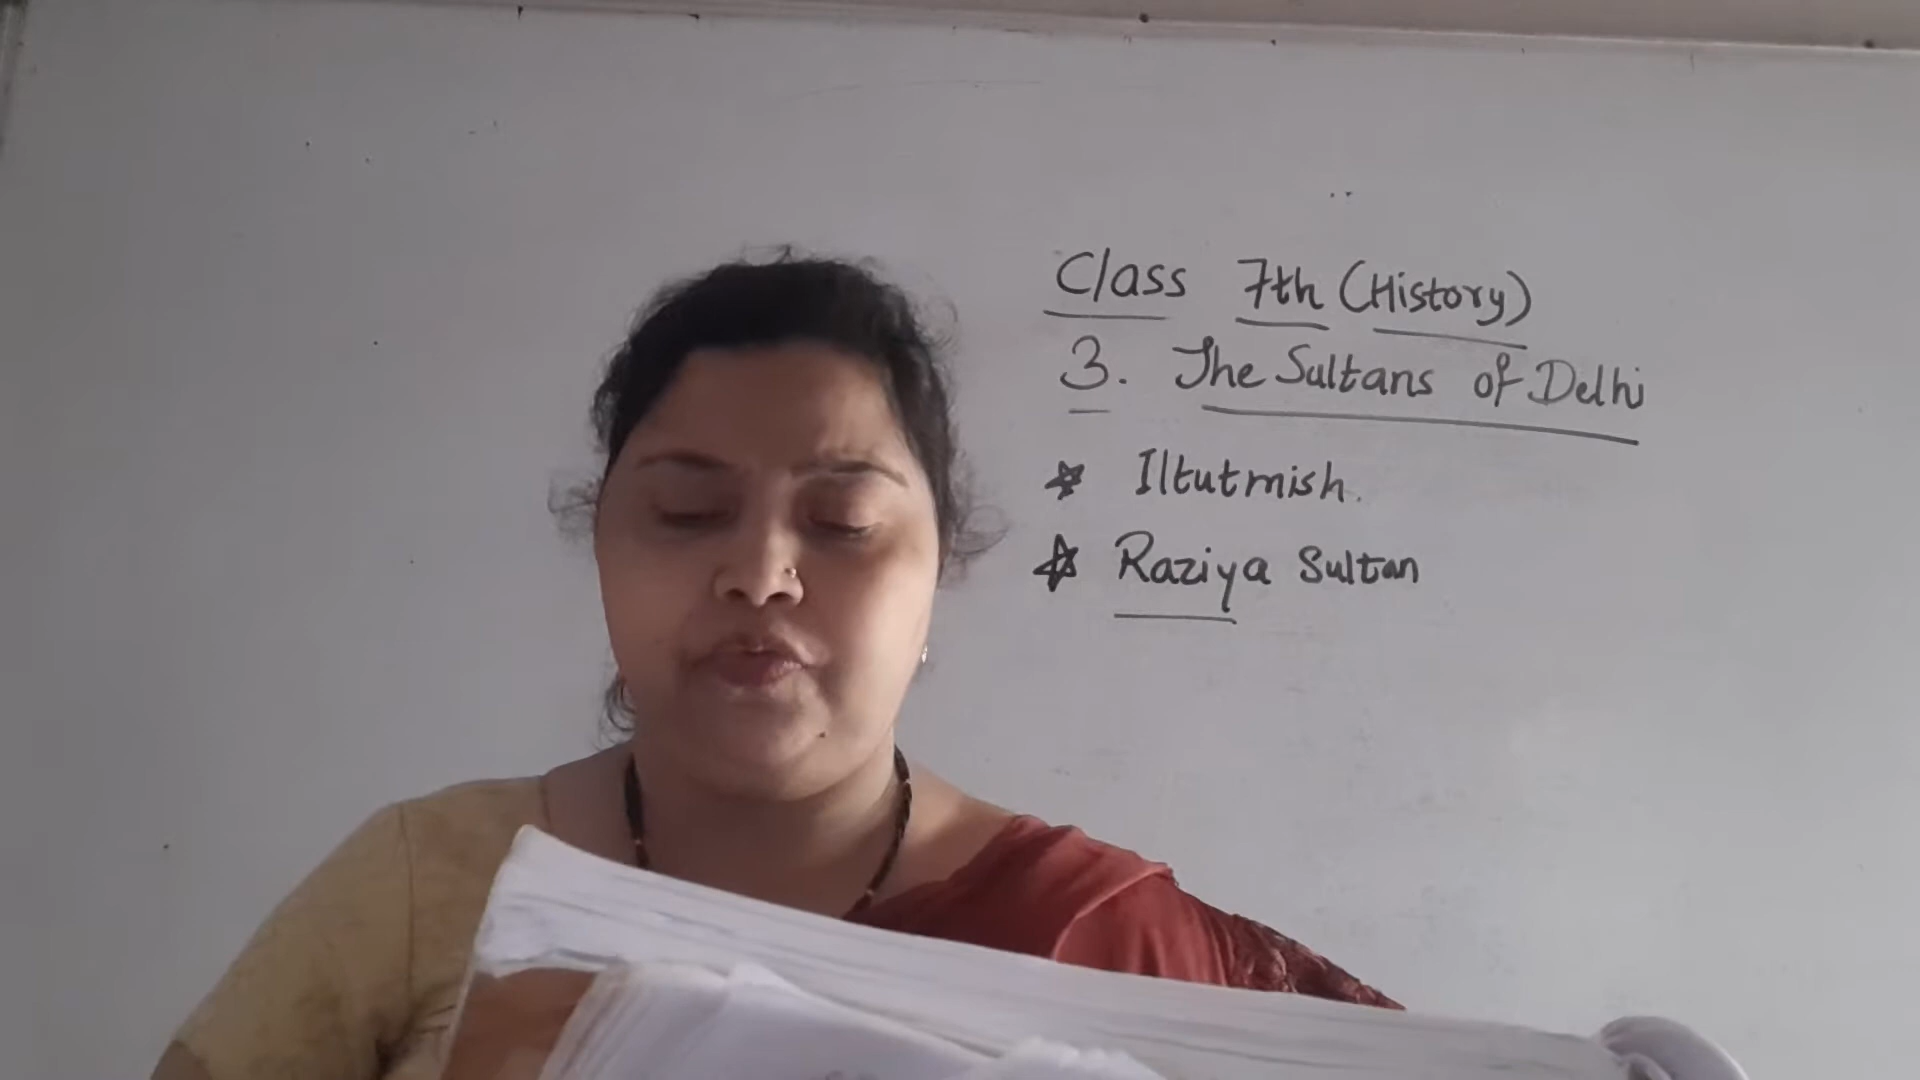 Class 7th (History)
3. The Sultans of Delhi
Iltutmish.
Raziya Sultan